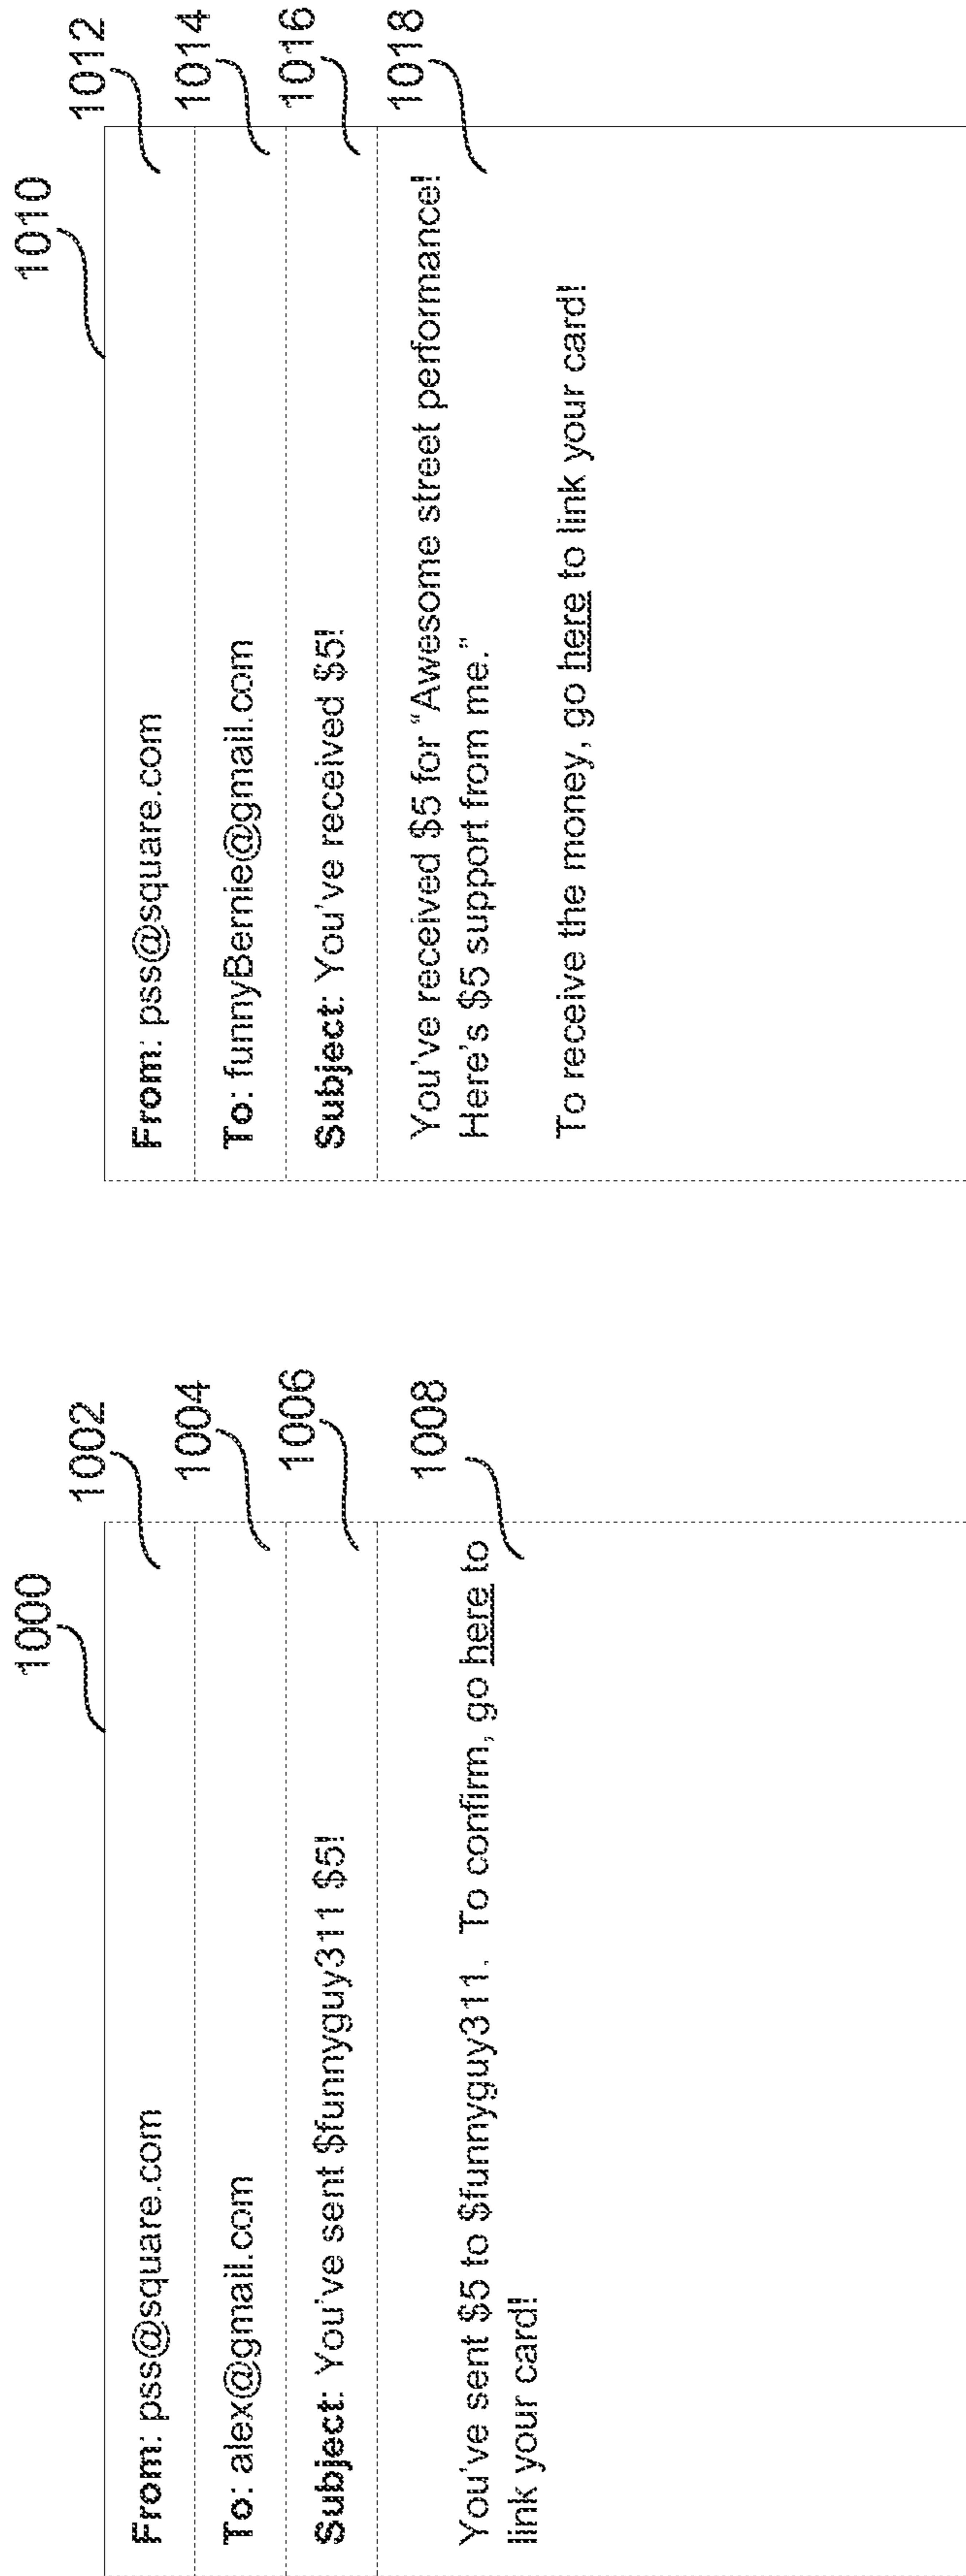 1000
1002
From: pss@square.com
1004
To: alex@gmail.com
1006
Subject: You've sent $funnyguy311 $5!
1008
You've sent $5 to $funnyguy311.  To confirm, go here to
link your card!
1010
1012
From: pss@square.com
1014
To: funnyBernie@gmail.com
1016
Subject: You've received $5!
1018
You've received $5 for “Awesome street performance!
Here's $5 support from me.”
To receive the money, go here to link your card!